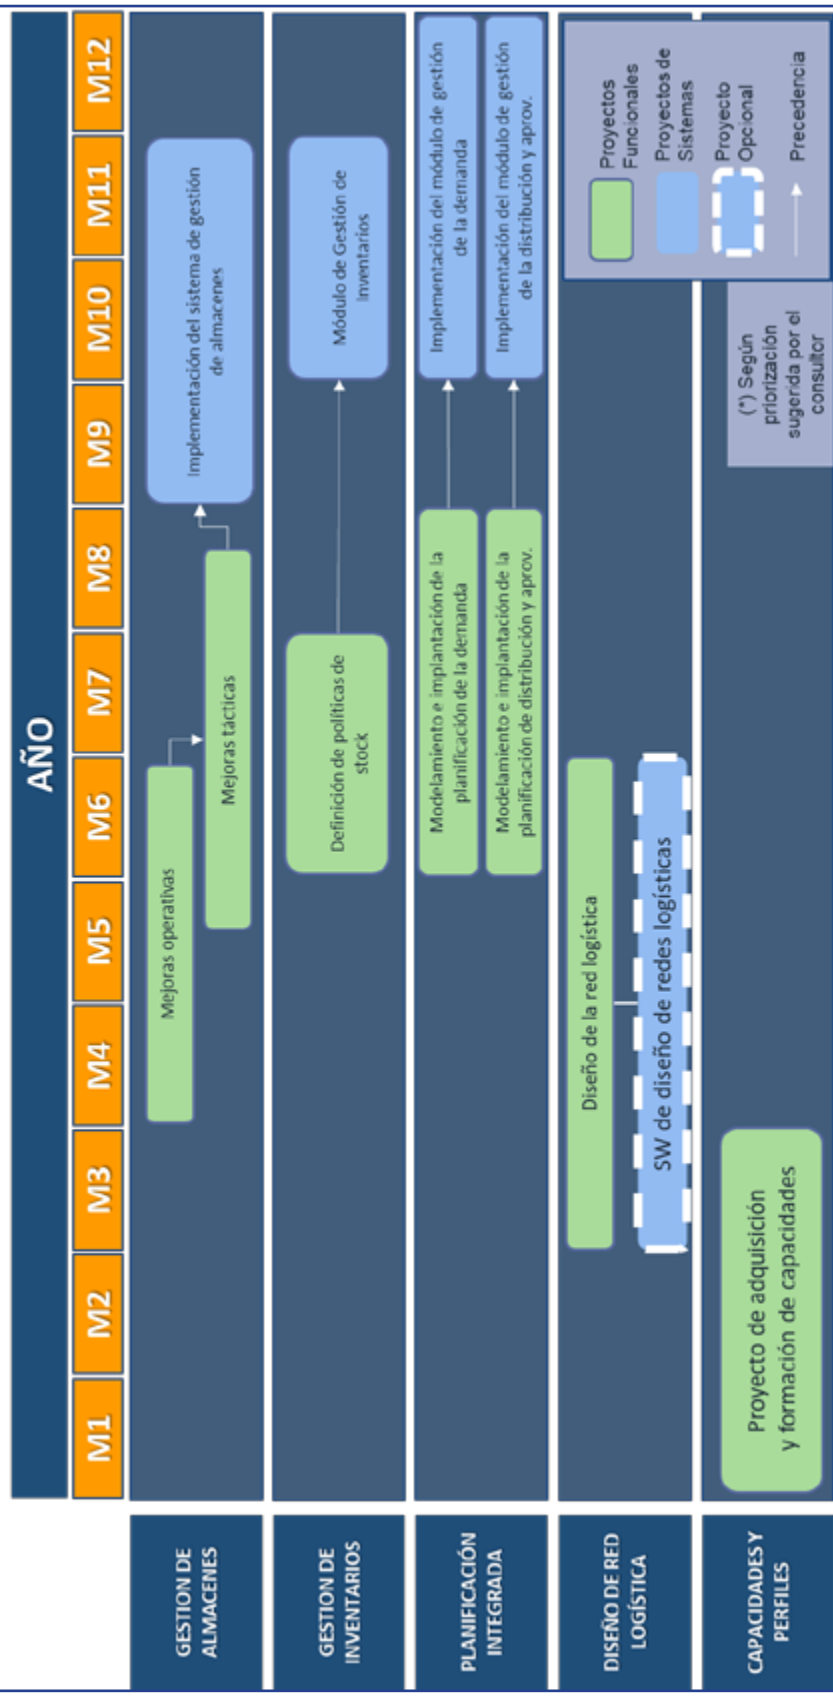 AÑO
M1
M2
M3
M4
M5
M6
M7
M8
M9
M10
M11
M12
GESTION DE
ALMACENES
Mejoras operativas
Mejoras tácticas
Implementación del sistema de gestión
de almacenes
GESTION DE
INVENTARIOS
Definición de políticas de
stock
Módulo de Gestión de
Inventarios
PLANIFICACIÓN
INTEGRADA
Modelamiento e implantación de la
planificación de la demanda
Implementación del módulo de gestión
de la demanda
Modelamiento e implantación de la
planificación de distribución y aprov.
Implementación del módulo de gestión
de la distribución y aprov.
DISEÑO DE RED
LOGÍSTICA
Diseño de la red logística
SW de diseño de redes logísticas
CAPACIDADES Y
PERFILES
Proyecto de adquisición
y formación de capacidades
(*) Según
priorización
sugerida por el
consultor
Proyectos
Funcionales
Proyectos de
Sistemas
Proyecto
Opcional
Precedencia